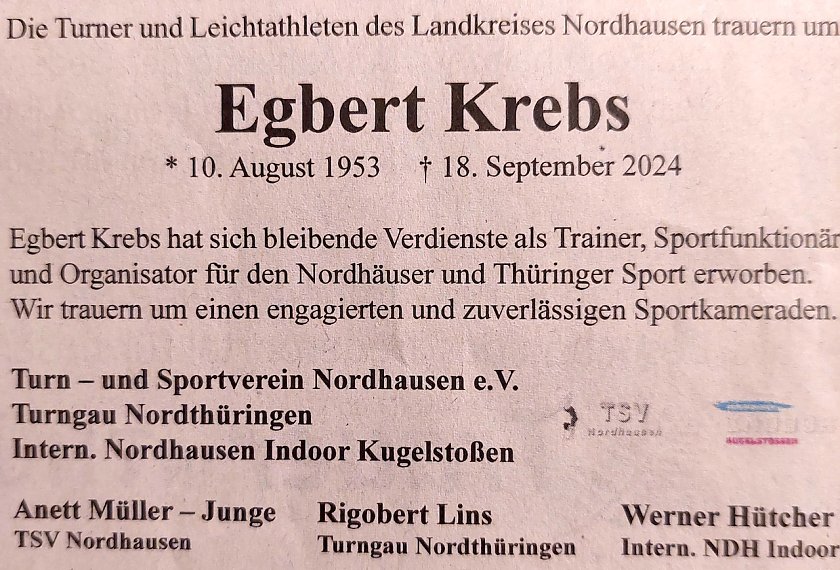 Die Turner und Leichtathleten des Landkreises Nordhausen trauern um
Egbert Krebs
* 10. August 1953 † 18. September 2024
Egbert Krebs hat sich bleibende Verdienste als Trainer, Sportfunktionär
und Organisator für den Nordhäuser und Thüringer Sport erworben.
Wir trauern um einen engagierten und zuverlässigen Sportkameraden.
Turn – und Sportverein Nordhausen e.V.
Turngau Nordthüringen
Intern. Nordhausen Indoor Kugelstoßen
TSV
Nordhausen
KUGELSTOSSEN
Anett Müller – Junge Rigobert Lins Werner Hütcher
TSV Nordhausen Turngau Nordthüringen Intern. NDH Indoor